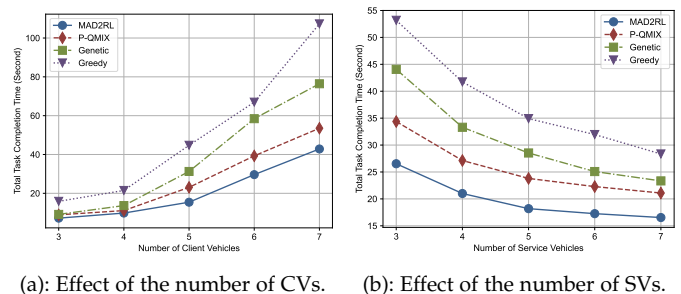 MAD2RL
P-QMIX
Genetic
Greedy
Total Task Completion Time (Second)
100
80
60
40
20
3 4 5 6 7
Number of Client Vehicles
(a): Effect of the number of CVs.
MAD2RL
P-QMIX
Genetic
Greedy
Total Task Completion Time (Second)
55
50
45
40
35
30
25
20
15
3 4 5 6 7
Number of Service Vehicles
(b): Effect of the number of SVs.